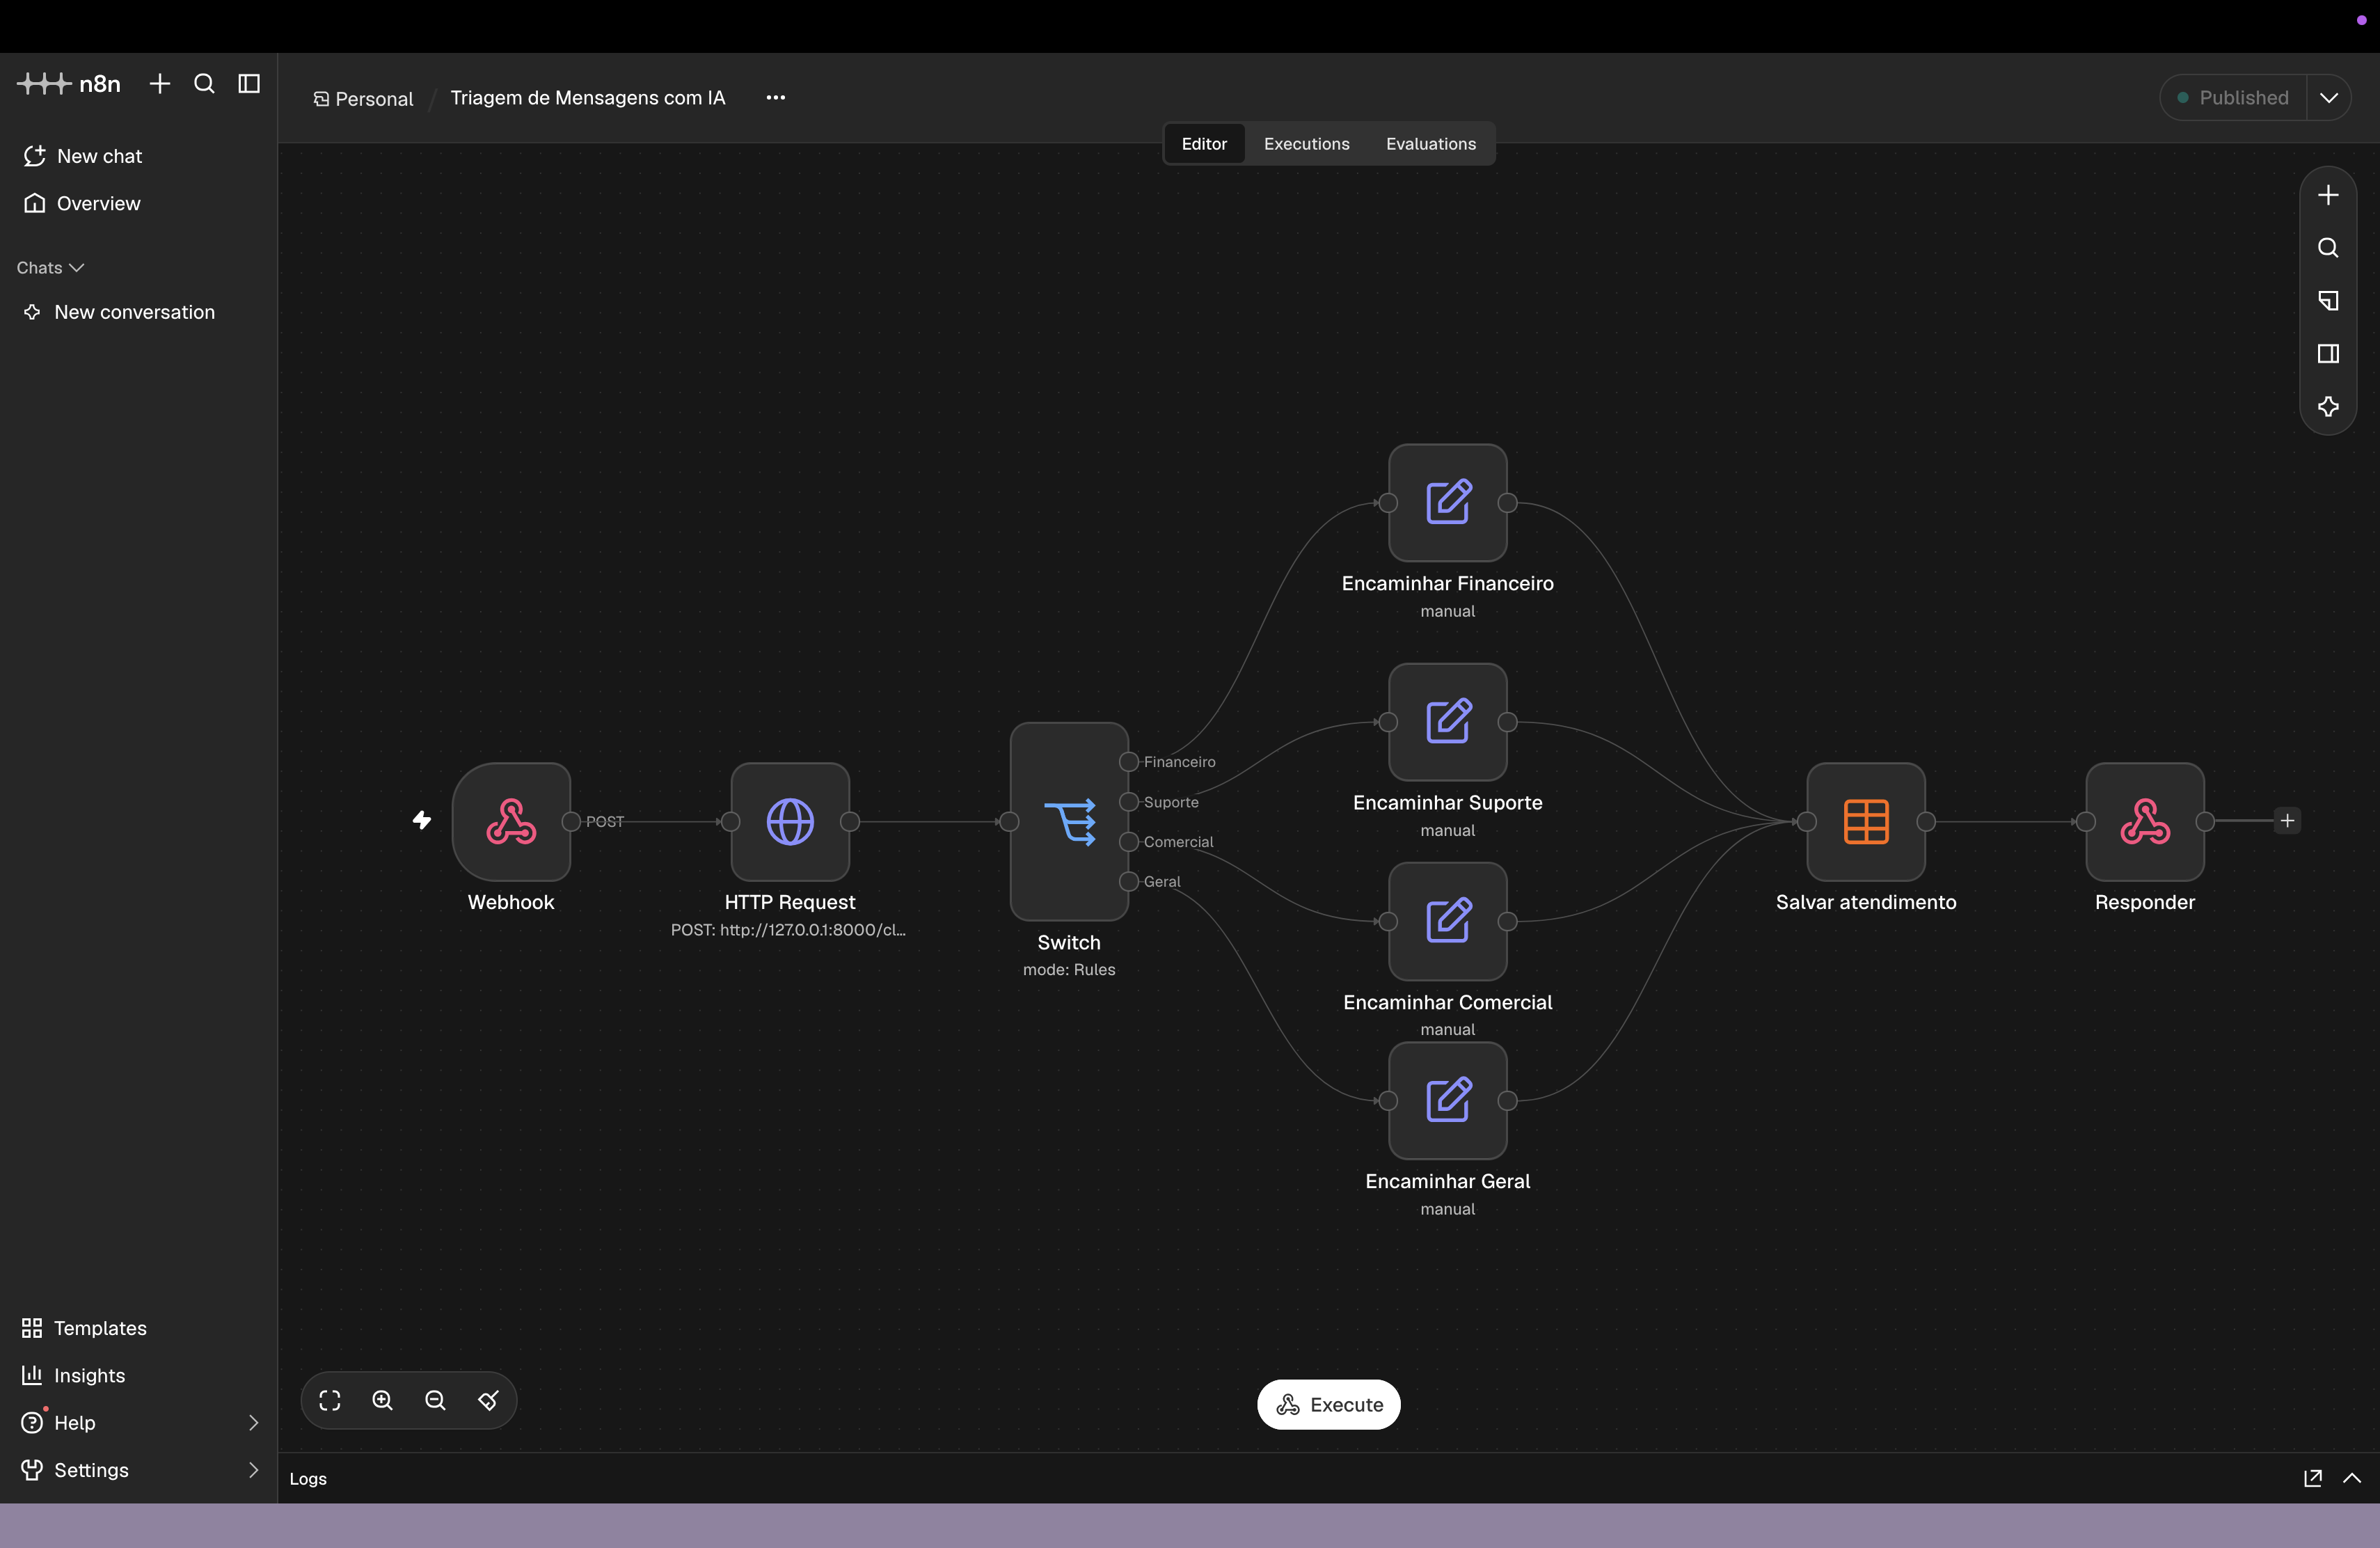 n8n
New chat
Overview
Chats
New conversation
Templates
Insights
Help
Settings
Personal / Triagem de Mensagens com IA
Published
Editor
Executions
Evaluations
POST
Webhook
HTTP Request
POST: http://127.0.0.1:8000/cl...
Financeiro
Suporte
Comercial
Geral
Switch
mode: Rules
Encaminhar Financeiro
manual
Encaminhar Suporte
manual
Encaminhar Comercial
manual
Encaminhar Geral
manual
Salvar atendimento
Responder
Execute
Logs